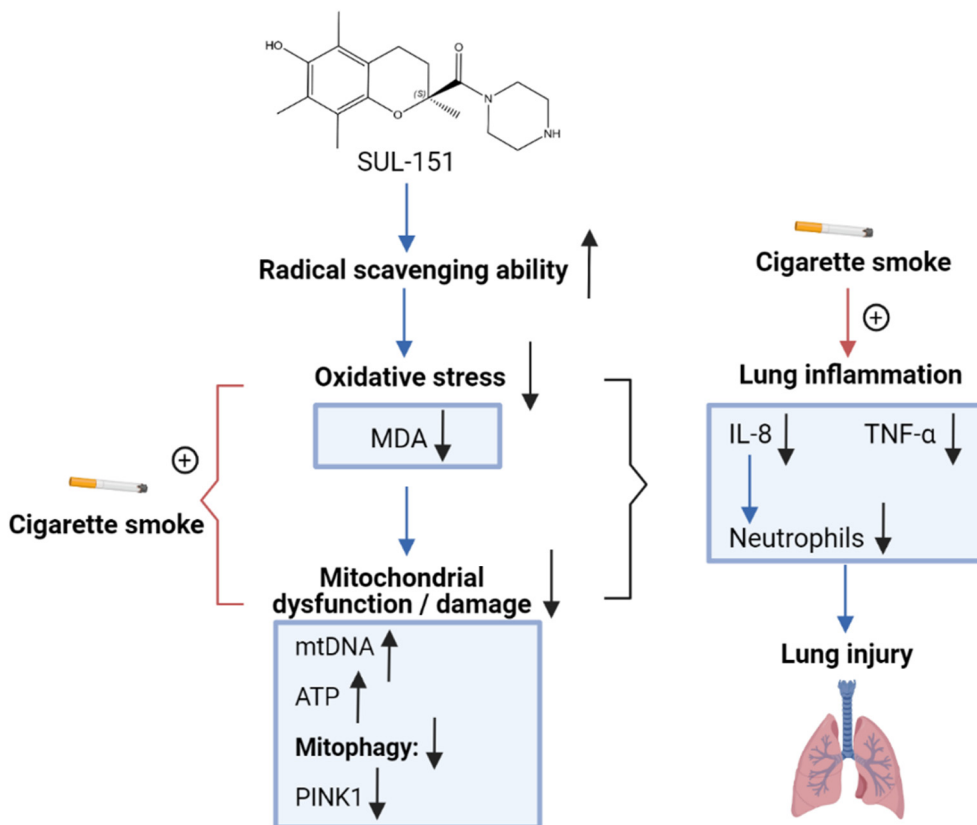 HO
O
O
(S)
N
NH
SUL-151
Radical scavenging ability
Oxidative stress
MDA
Cigarette smoke
+
Mitochondrial
dysfunction / damage
mtDNA
ATP
Mitophagy:
PINK1
Cigarette smoke
+
Lung inflammation
IL-8
TNF-α
Neutrophils
Lung injury